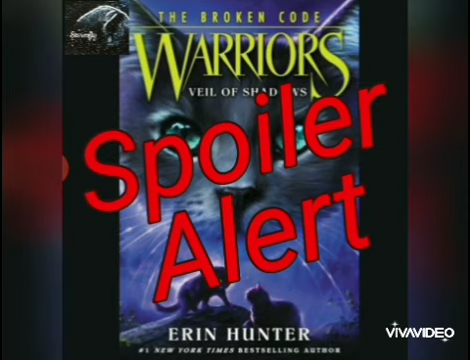 THE BROKEN CODE
WARRIORS
VEIL OF SHADOWS
Spoiler
Alert
ERIN HUNTER
#1 NEW YORK TIMES BESTSELLING AUTHOR
VIVAVIDEO